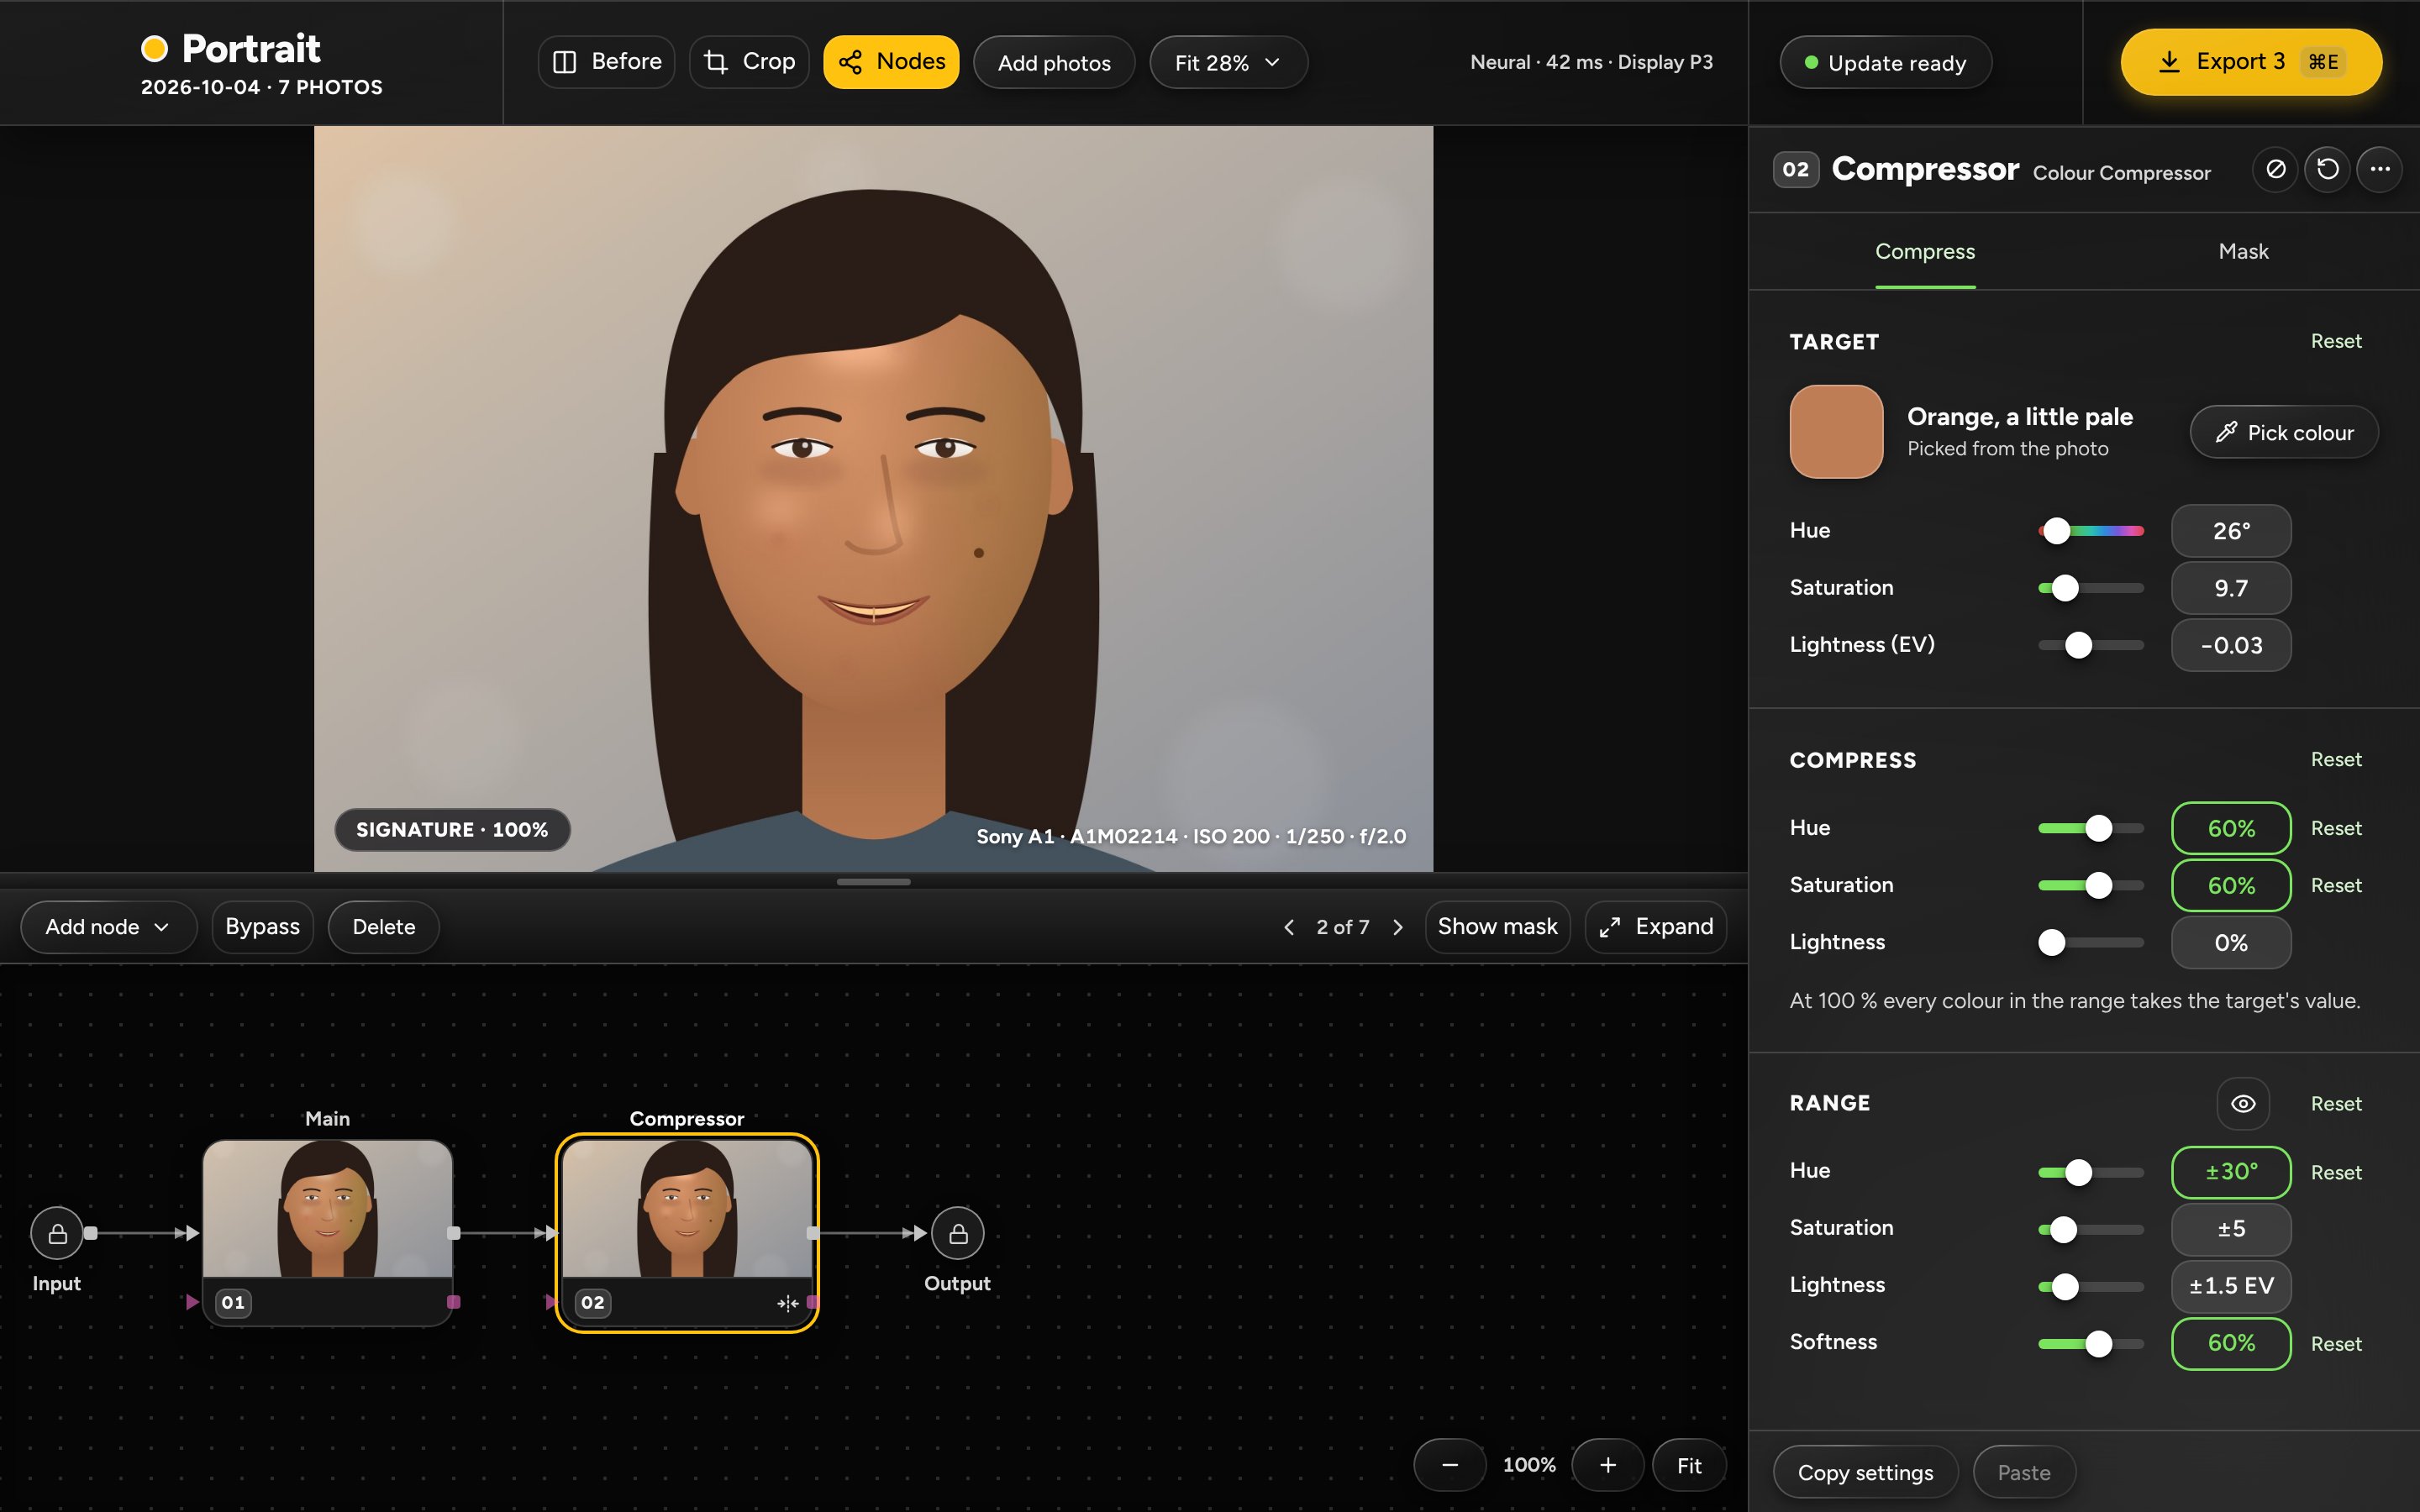 Portrait
2026-10-04 · 7 PHOTOS
Before
Crop
Nodes
Add photos
Fit 28%
Neural · 42 ms · Display P3
Update ready
Export 3 ⌘E
SIGNATURE · 100%
Sony A1 · A1M02214 · ISO 200 · 1/250 · f/2.0
Add node
Bypass
Delete
2 of 7
Show mask
Expand
Main
Compressor
Input
01
02
Output
−
100%
+
Fit
02 Compressor Colour Compressor
Compress
Mask
TARGET Reset
Orange, a little pale
Picked from the photo
Pick colour
Hue 26°
Saturation 9.7
Lightness (EV) −0.03
COMPRESS Reset
Hue 60% Reset
Saturation 60% Reset
Lightness 0%
At 100 % every colour in the range takes the target's value.
RANGE Reset
Hue ±30° Reset
Saturation ±5
Lightness ±1.5 EV
Softness 60% Reset
Copy settings
Paste